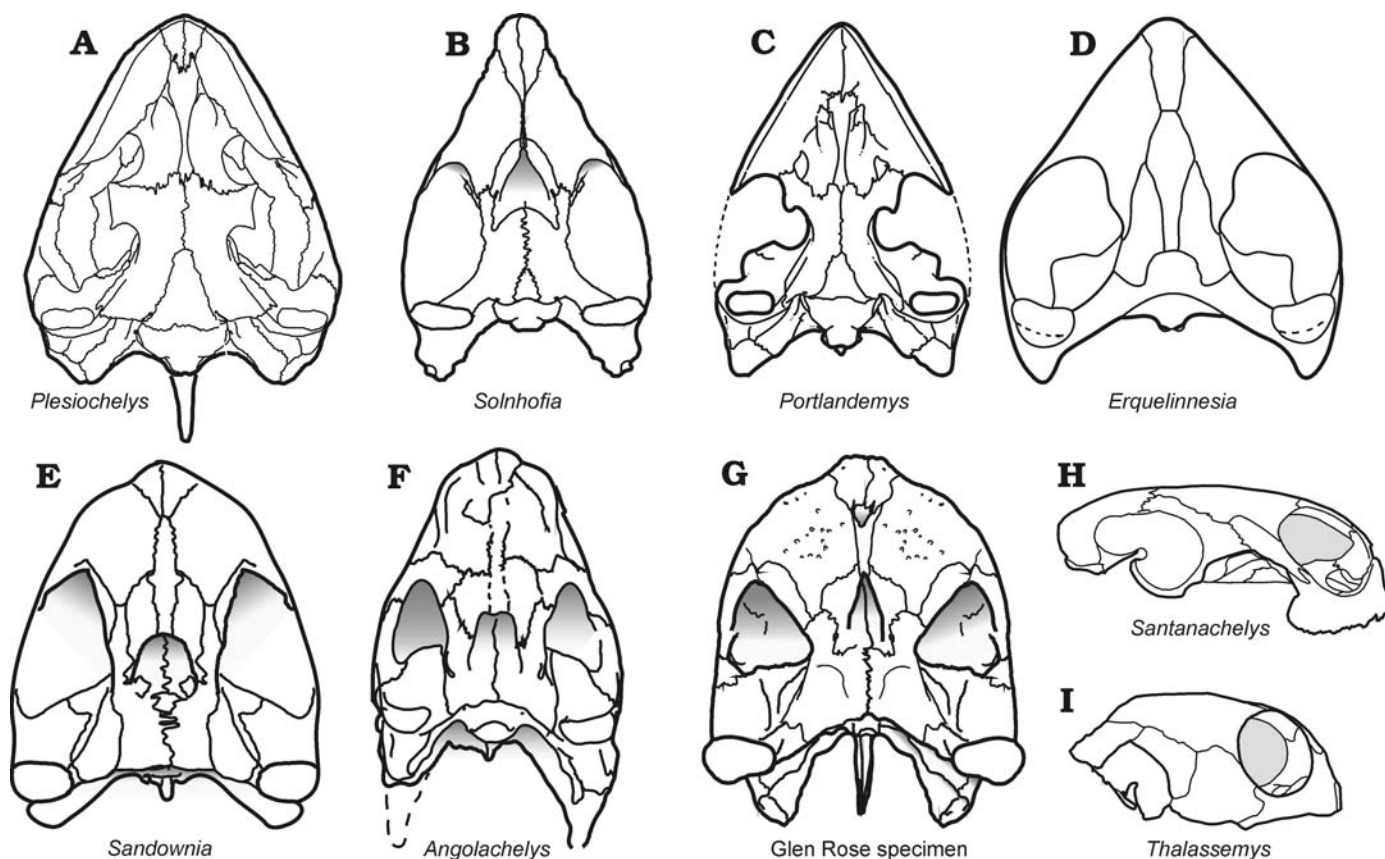 A B C D
Plesiochelys Solnhofia Portlandemys Erquelinnesia
E F G H
Santanachelys
I
Sandownia Angolachelys Glen Rose specimen Thalassemys